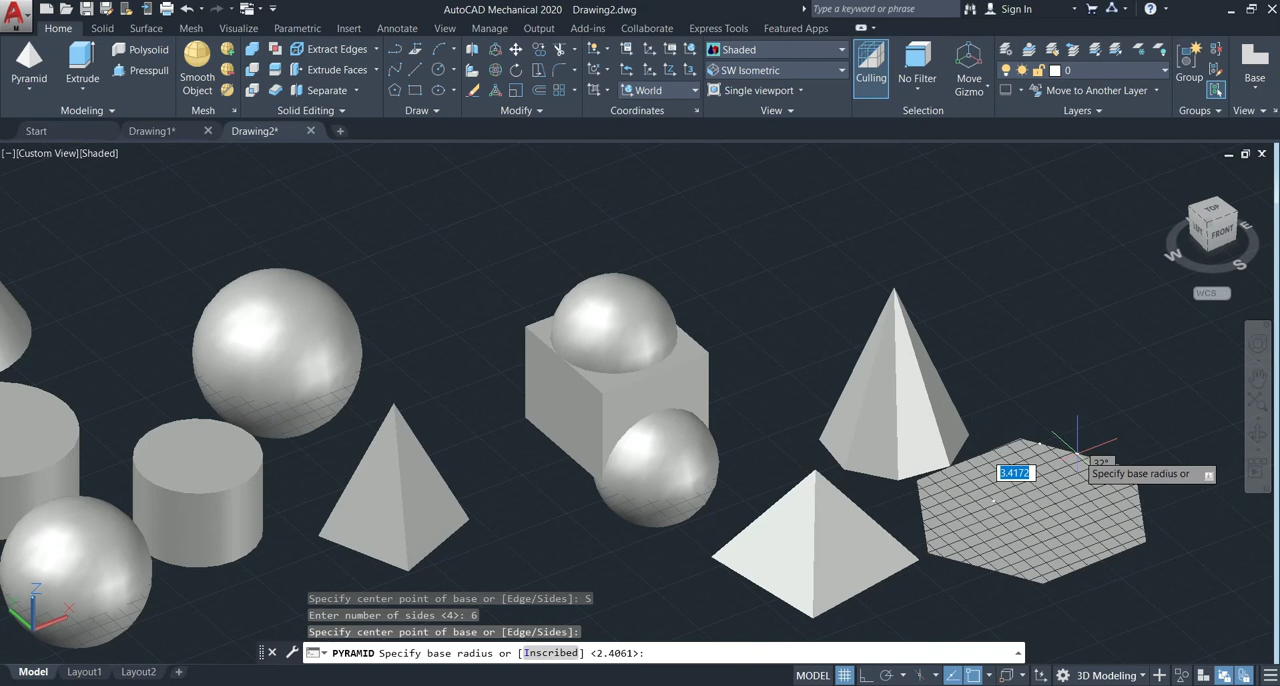 AutoCAD Mechanical 2020 Drawing2.dwg
Type a keyword or phrase
Sign In
Home Solid Surface Mesh Visualize Parametric Insert Annotate View Manage Output Collaborate Express Tools Featured Apps
Pyramid
Extrude
Polysolid
Presspull
Smooth Object
Extract Edges
Extrude Faces
Separate
World
Shaded
SW Isometric
Single viewport
Culling
No Filter
Move Gizmo
0
Move to Another Layer
Group
Base
Modeling Mesh Solid Editing Draw Modify Coordinates View Selection Layers Groups View
Start Drawing1* Drawing2*
[−][Custom View][Shaded]
TOP
LEFT
FRONT
E
W
S
WCS
32°
3.4172
Specify base radius or
Z
X
Specify center point of base or [Edge/Sides]: S
Enter number of sides <4>: 6
Specify center point of base or [Edge/Sides]:
PYRAMID Specify base radius or [Inscribed] <2.4061>:
Model Layout1 Layout2
MODEL
3D Modeling